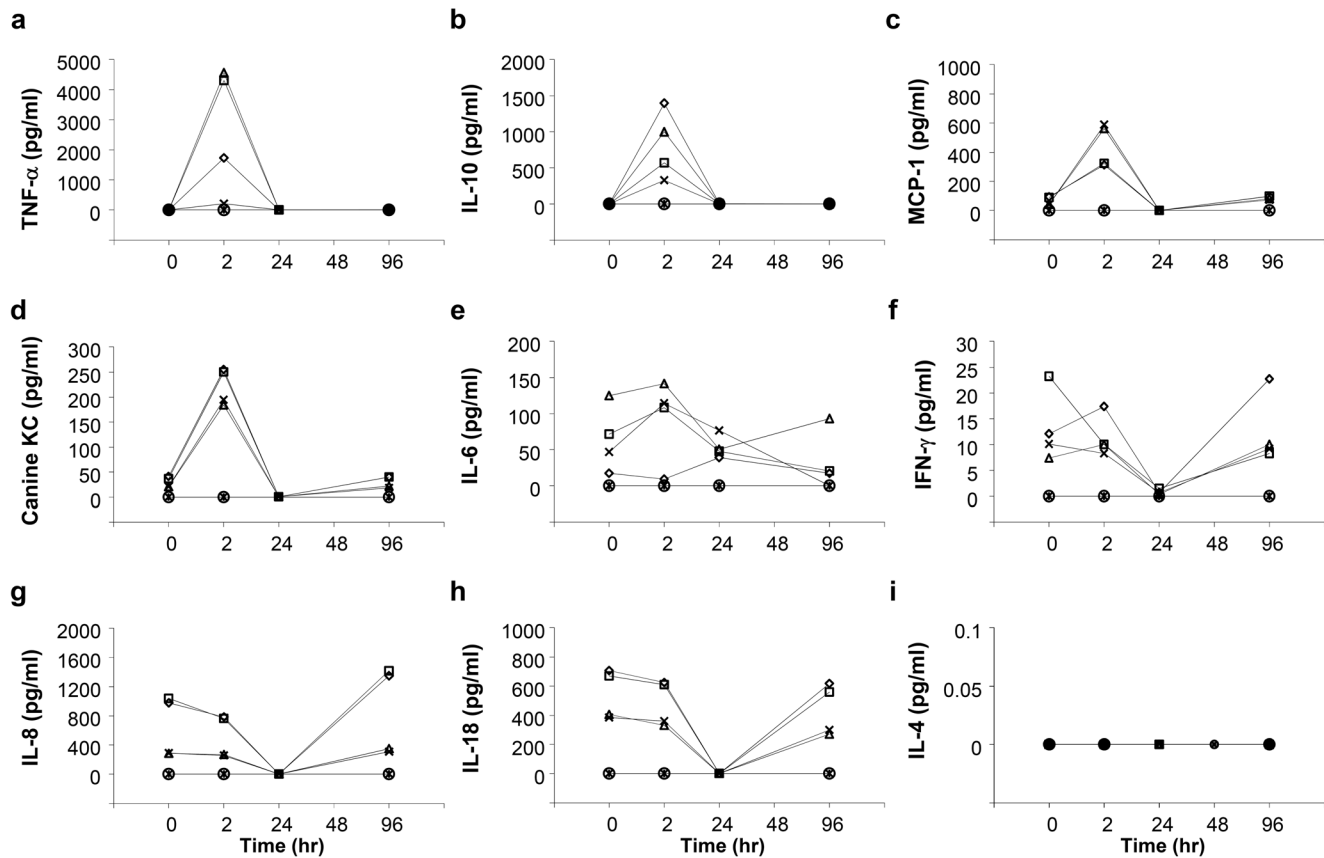 a
TNF-α (pg/ml)
5000
4000
3000
2000
1000
0
0 2 24 48 96
b
IL-10 (pg/ml)
2000
1500
1000
500
0
0 2 24 48 96
c
MCP-1 (pg/ml)
1000
800
600
400
200
0
0 2 24 48 96
d
Canine KC (pg/ml)
300
250
200
150
100
50
0
0 2 24 48 96
e
IL-6 (pg/ml)
200
150
100
50
0
0 2 24 48 96
f
IFN-γ (pg/ml)
30
25
20
15
10
5
0
0 2 24 48 96
g
IL-8 (pg/ml)
2000
1600
1200
800
400
0
0 2 24 48 96
Time (hr)
h
IL-18 (pg/ml)
1000
800
600
400
200
0
0 2 24 48 96
Time (hr)
i
IL-4 (pg/ml)
0.1
0.05
0
0 2 24 48 96
Time (hr)